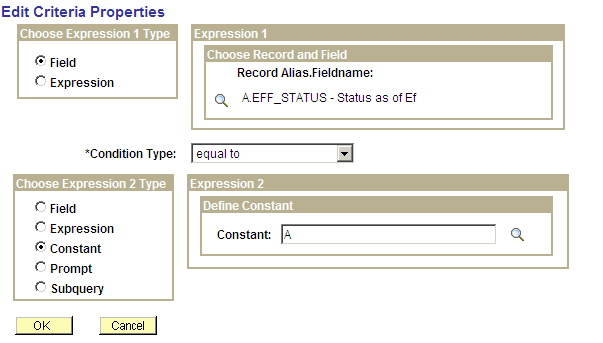 Edit Criteria Properties
Choose Expression 1 Type
Field
Expression
Expression 1
Choose Record and Field
Record Alias.Fieldname:
A.EFF_STATUS - Status as of Ef
*Condition Type:
equal to
Choose Expression 2 Type
Field
Expression
Constant
Prompt
Subquery
Expression 2
Define Constant
Constant:
A
OK
Cancel